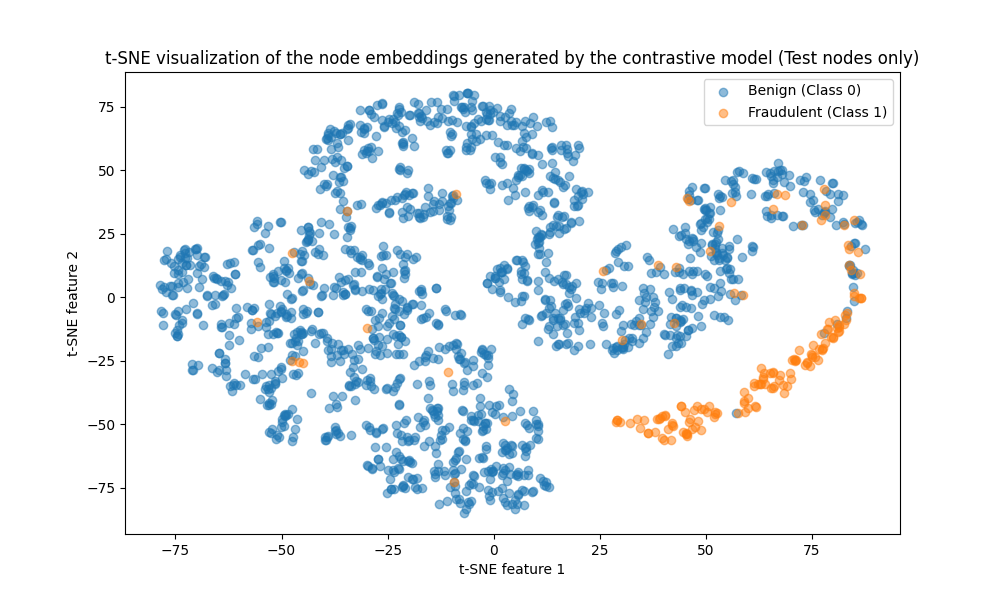 t-SNE visualization of the node embeddings generated by the contrastive model (Test nodes only)
Benign (Class 0)
Fraudulent (Class 1)
75
50
25
0
−25
−50
−75
t-SNE feature 2
−75 −50 −25 0 25 50 75
t-SNE feature 1